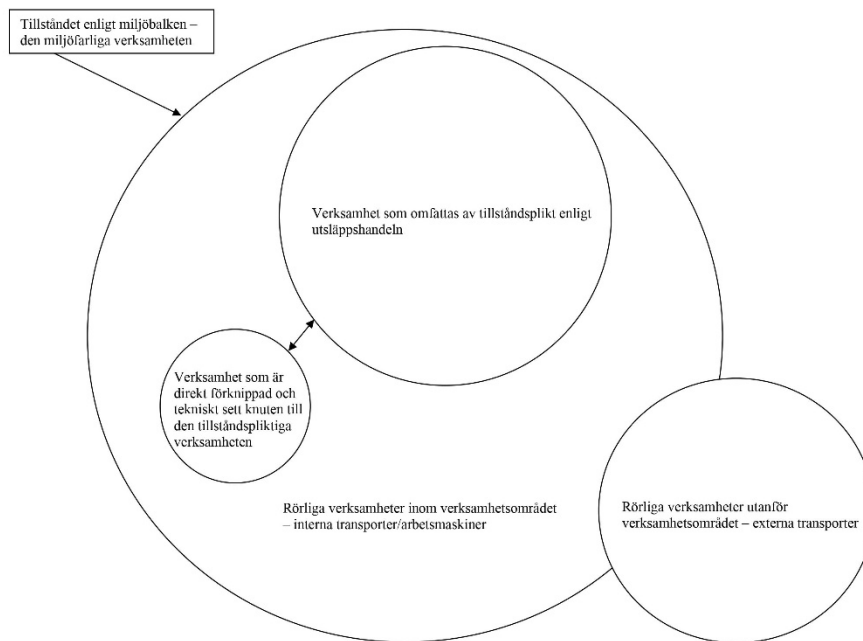 Tillståndet enligt miljöbalken –
den miljöfarliga verksamheten
Verksamhet som omfattas av tillståndsplikt enligt
utsläppshandeln
Verksamhet som är
direkt förknippad och
tekniskt sett knuten till
den tillståndspliktiga
verksamheten
Rörliga verksamheter inom verksamhetsområdet
– interna transporter/arbetsmaskiner
Rörliga verksamheter utanför
verksamhetsområdet – externa transporter